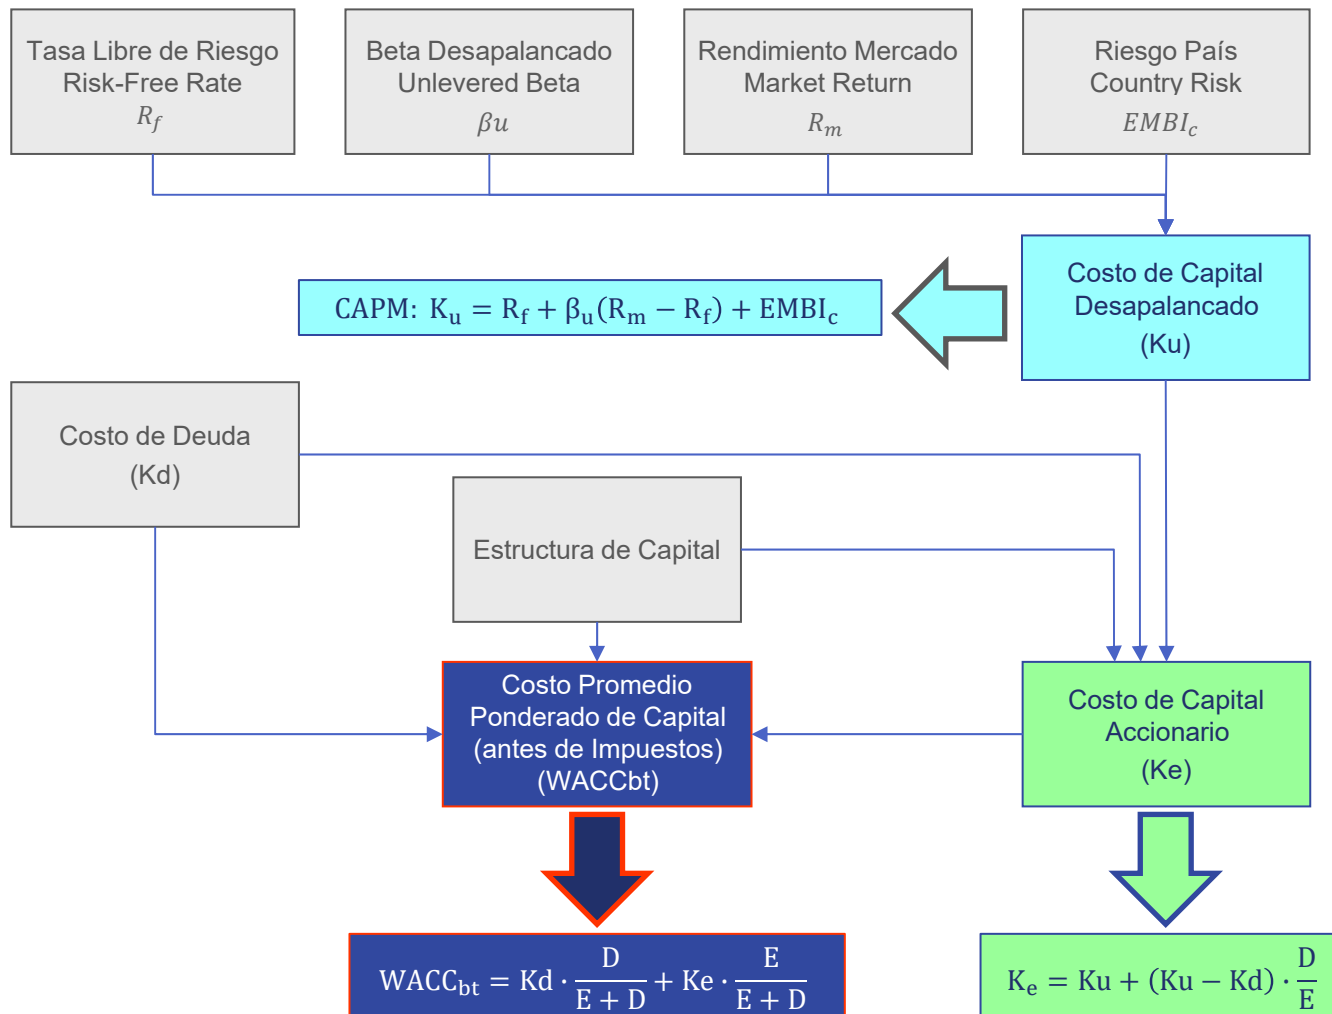 Tasa Libre de Riesgo
Risk-Free Rate
R_f
Beta Desapalancado
Unlevered Beta
βu
Rendimiento Mercado
Market Return
R_m
Riesgo País
Country Risk
EMBI_c
Costo de Capital
Desapalancado
(Ku)
CAPM: K_u = R_f + β_u(R_m − R_f) + EMBI_c
Costo de Deuda
(Kd)
Estructura de Capital
Costo Promedio
Ponderado de Capital
(antes de Impuestos)
(WACCbt)
Costo de Capital
Accionario
(Ke)
WACC_bt = Kd · D/(E + D) + Ke · E/(E + D)
K_e = Ku + (Ku − Kd) · D/E